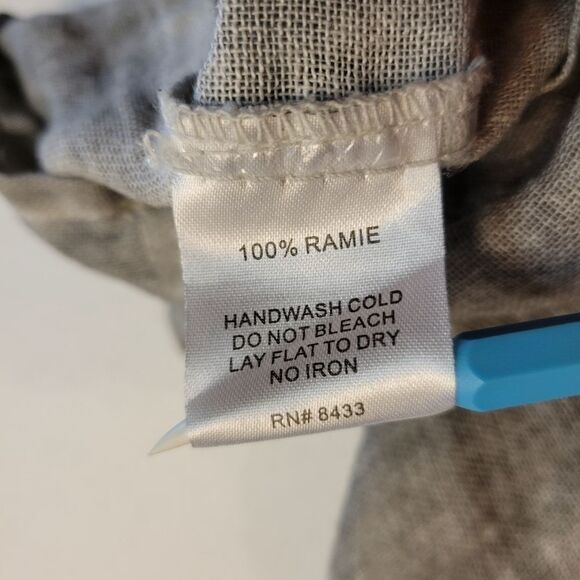 100% RAMIE
HANDWASH COLD
DO NOT BLEACH
LAY FLAT TO DRY
NO IRON
RN# 8433